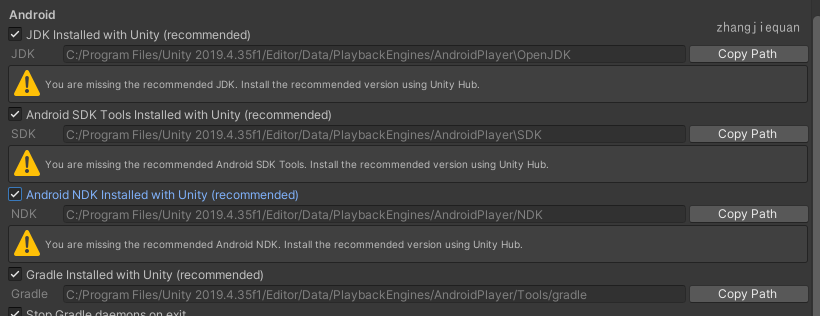 Android
JDK Installed with Unity (recommended)
zhangjiequan
JDK C:/Program Files/Unity 2019.4.35f1/Editor/Data/PlaybackEngines/AndroidPlayer\OpenJDK Copy Path
You are missing the recommended JDK. Install the recommended version using Unity Hub.
Android SDK Tools Installed with Unity (recommended)
SDK C:/Program Files/Unity 2019.4.35f1/Editor/Data/PlaybackEngines/AndroidPlayer\SDK Copy Path
You are missing the recommended Android SDK Tools. Install the recommended version using Unity Hub.
Android NDK Installed with Unity (recommended)
NDK C:/Program Files/Unity 2019.4.35f1/Editor/Data/PlaybackEngines/AndroidPlayer/NDK Copy Path
You are missing the recommended Android NDK. Install the recommended version using Unity Hub.
Gradle Installed with Unity (recommended)
Gradle C:/Program Files/Unity 2019.4.35f1/Editor/Data/PlaybackEngines/AndroidPlayer/Tools/gradle Copy Path
Stop Gradle daemons on exit